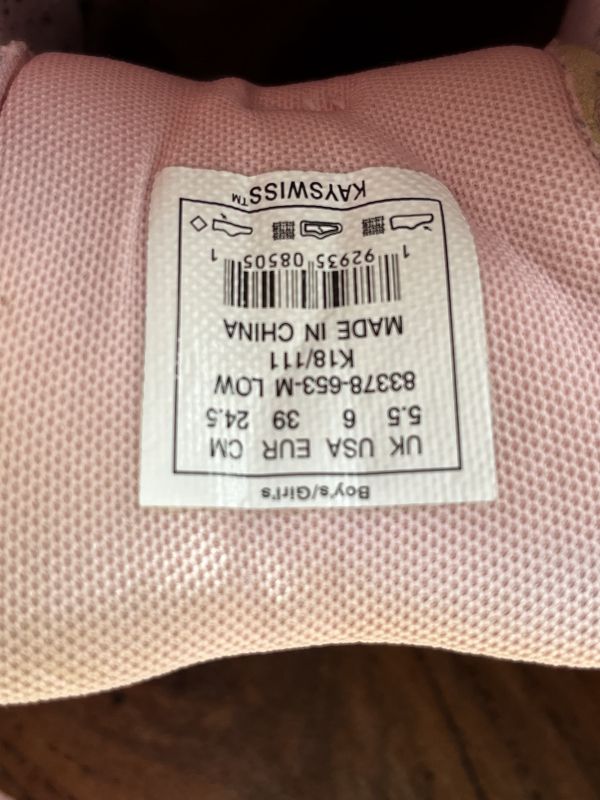 Boy's/Girl's
UK USA EUR CM
5.5 6 39 24.5
83378-653-M LOW
K18/111
MADE IN CHINA
1 92935 08505 1
KAYSWISS™